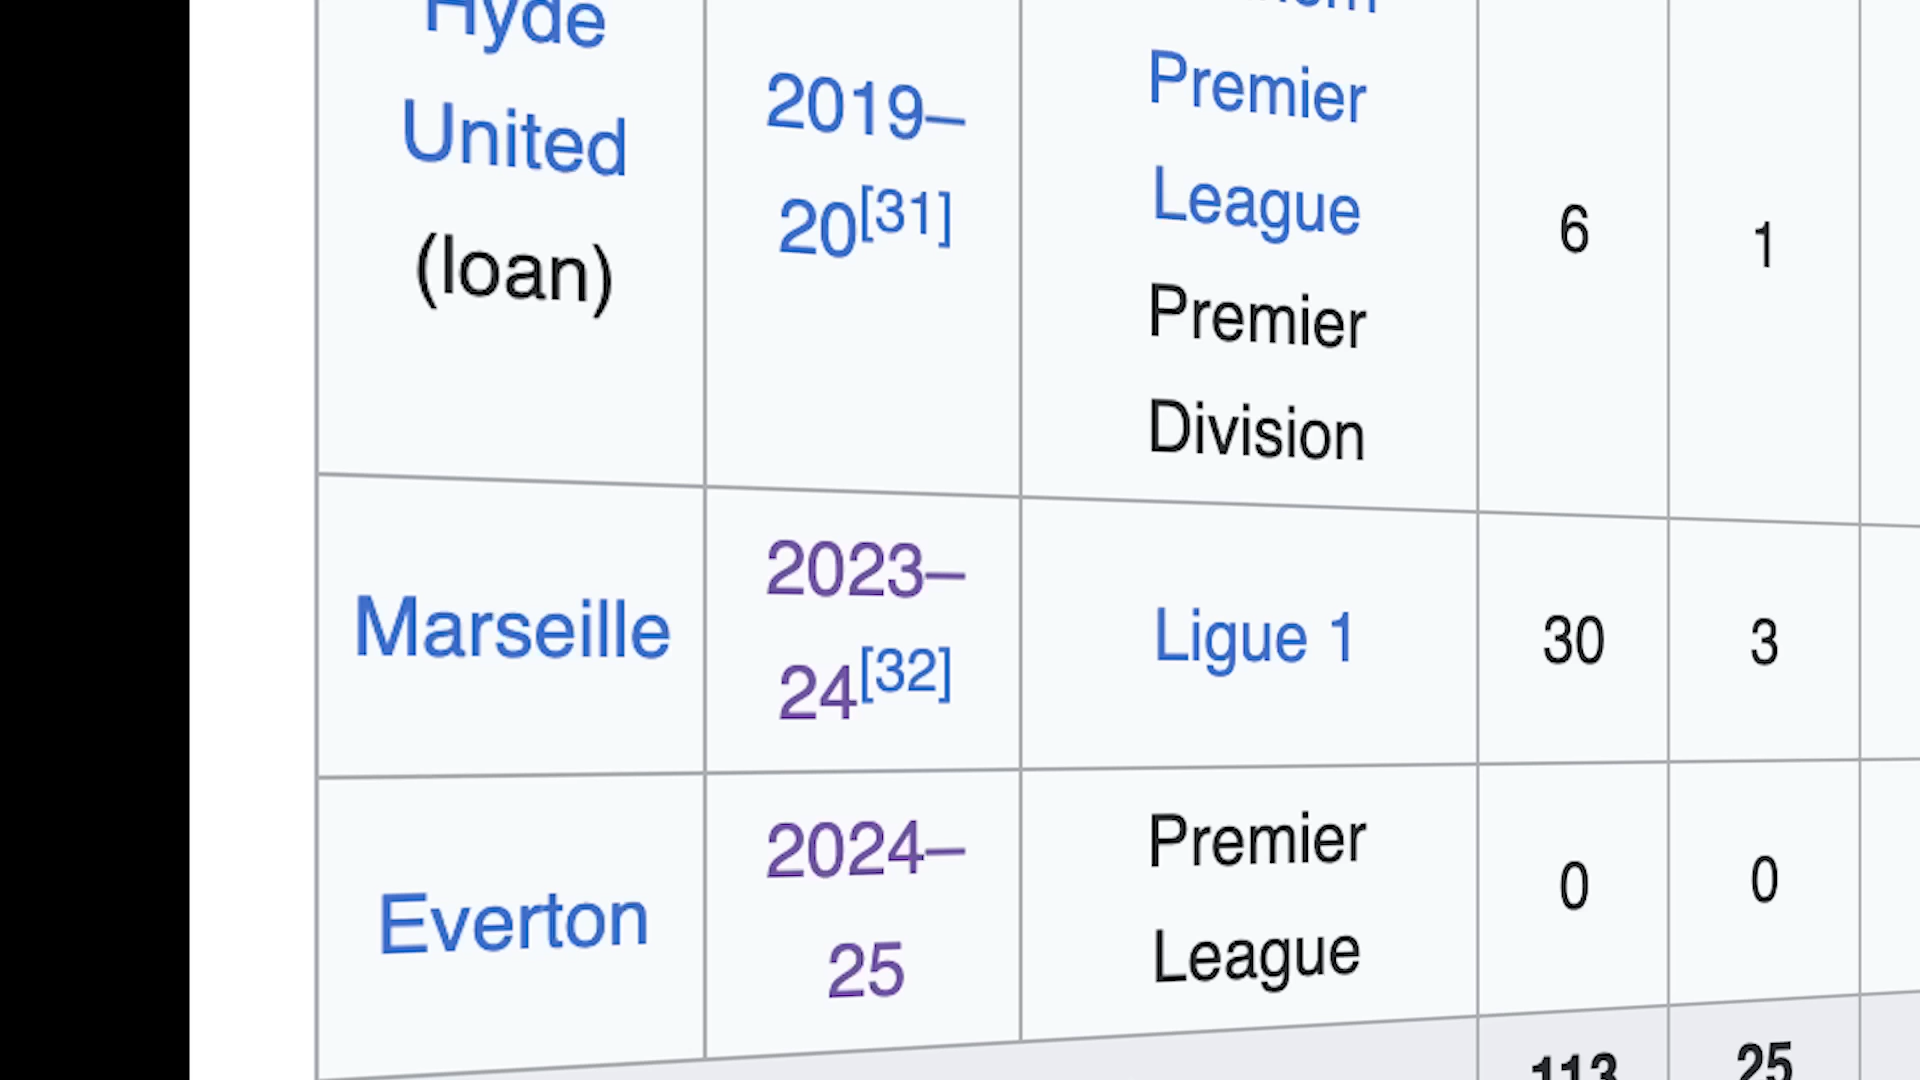 Hyde
United
(loan)
2019–
20[31]
Premier
League
Premier
Division
6
1
Marseille
2023–
24[32]
Ligue 1
30
3
Everton
2024–
25
Premier
League
0
0
113
25